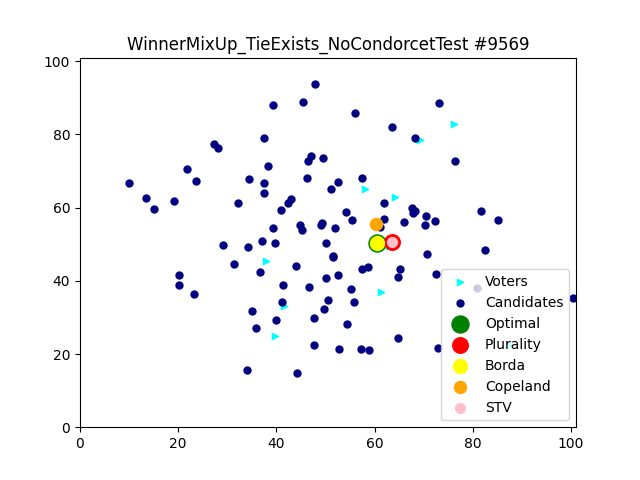 WinnerMixUp_TieExists_NoCondorcetTest #9569
100
80
60
40
20
0
0 20 40 60 80 100
Voters
Candidates
Optimal
Plurality
Borda
Copeland
STV